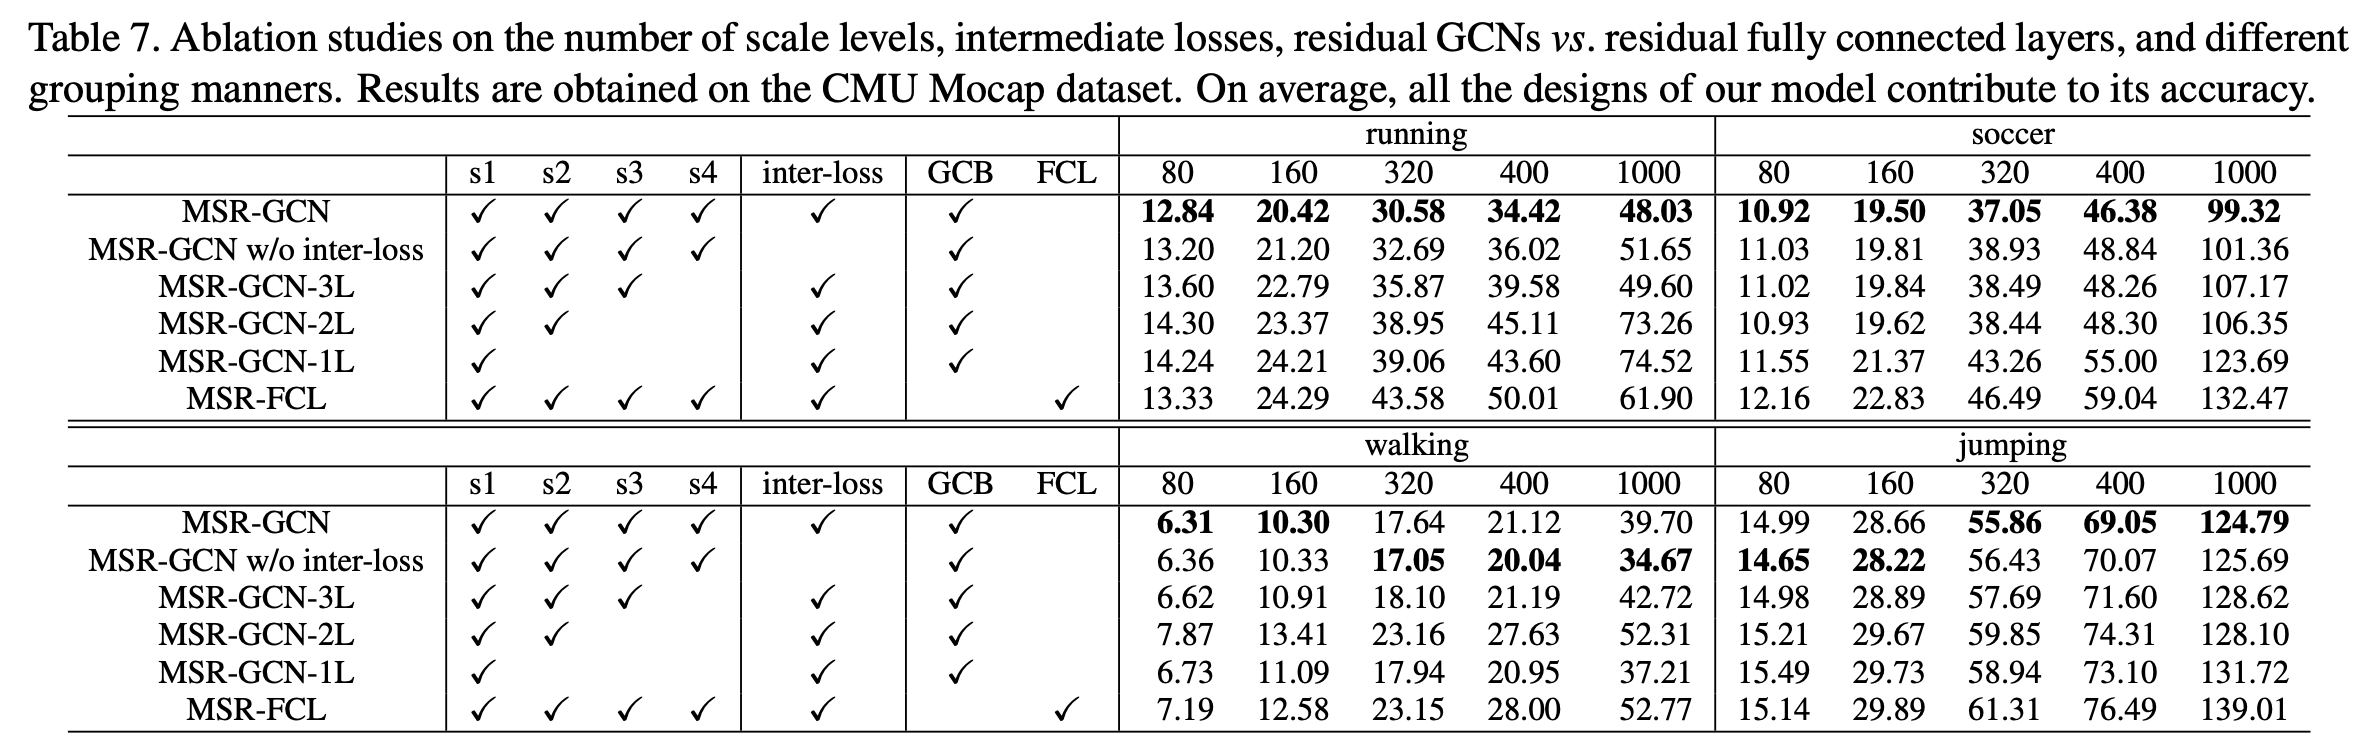 Table 7. Ablation studies on the number of scale levels, intermediate losses, residual GCNs vs. residual fully connected layers, and different
grouping manners. Results are obtained on the CMU Mocap dataset. On average, all the designs of our model contribute to its accuracy.
running soccer
s1 s2 s3 s4 inter-loss GCB FCL 80 160 320 400 1000 80 160 320 400 1000
MSR-GCN ✓ ✓ ✓ ✓ ✓ ✓ 12.84 20.42 30.58 34.42 48.03 10.92 19.50 37.05 46.38 99.32
MSR-GCN w/o inter-loss ✓ ✓ ✓ ✓ ✓ 13.20 21.20 32.69 36.02 51.65 11.03 19.81 38.93 48.84 101.36
MSR-GCN-3L ✓ ✓ ✓ ✓ ✓ 13.60 22.79 35.87 39.58 49.60 11.02 19.84 38.49 48.26 107.17
MSR-GCN-2L ✓ ✓ ✓ ✓ 14.30 23.37 38.95 45.11 73.26 10.93 19.62 38.44 48.30 106.35
MSR-GCN-1L ✓ ✓ ✓ 14.24 24.21 39.06 43.60 74.52 11.55 21.37 43.26 55.00 123.69
MSR-FCL ✓ ✓ ✓ ✓ ✓ ✓ 13.33 24.29 43.58 50.01 61.90 12.16 22.83 46.49 59.04 132.47
walking jumping
s1 s2 s3 s4 inter-loss GCB FCL 80 160 320 400 1000 80 160 320 400 1000
MSR-GCN ✓ ✓ ✓ ✓ ✓ ✓ 6.31 10.30 17.64 21.12 39.70 14.99 28.66 55.86 69.05 124.79
MSR-GCN w/o inter-loss ✓ ✓ ✓ ✓ ✓ 6.36 10.33 17.05 20.04 34.67 14.65 28.22 56.43 70.07 125.69
MSR-GCN-3L ✓ ✓ ✓ ✓ ✓ 6.62 10.91 18.10 21.19 42.72 14.98 28.89 57.69 71.60 128.62
MSR-GCN-2L ✓ ✓ ✓ ✓ 7.87 13.41 23.16 27.63 52.31 15.21 29.67 59.85 74.31 128.10
MSR-GCN-1L ✓ ✓ ✓ 6.73 11.09 17.94 20.95 37.21 15.49 29.73 58.94 73.10 131.72
MSR-FCL ✓ ✓ ✓ ✓ ✓ ✓ 7.19 12.58 23.15 28.00 52.77 15.14 29.89 61.31 76.49 139.01